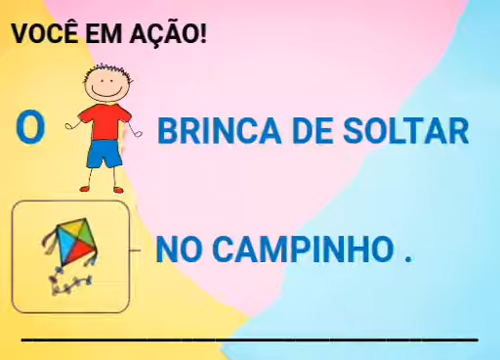 VOCÊ EM AÇÃO!
O BRINCA DE SOLTAR
NO CAMPINHO .